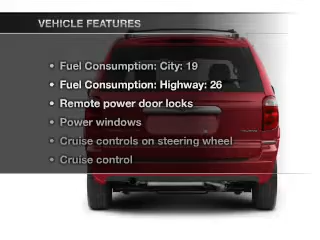 VEHICLE FEATURES
• Fuel Consumption: City: 19
• Fuel Consumption: Highway: 26
• Remote power door locks
• Power windows
• Cruise controls on steering wheel
• Cruise control